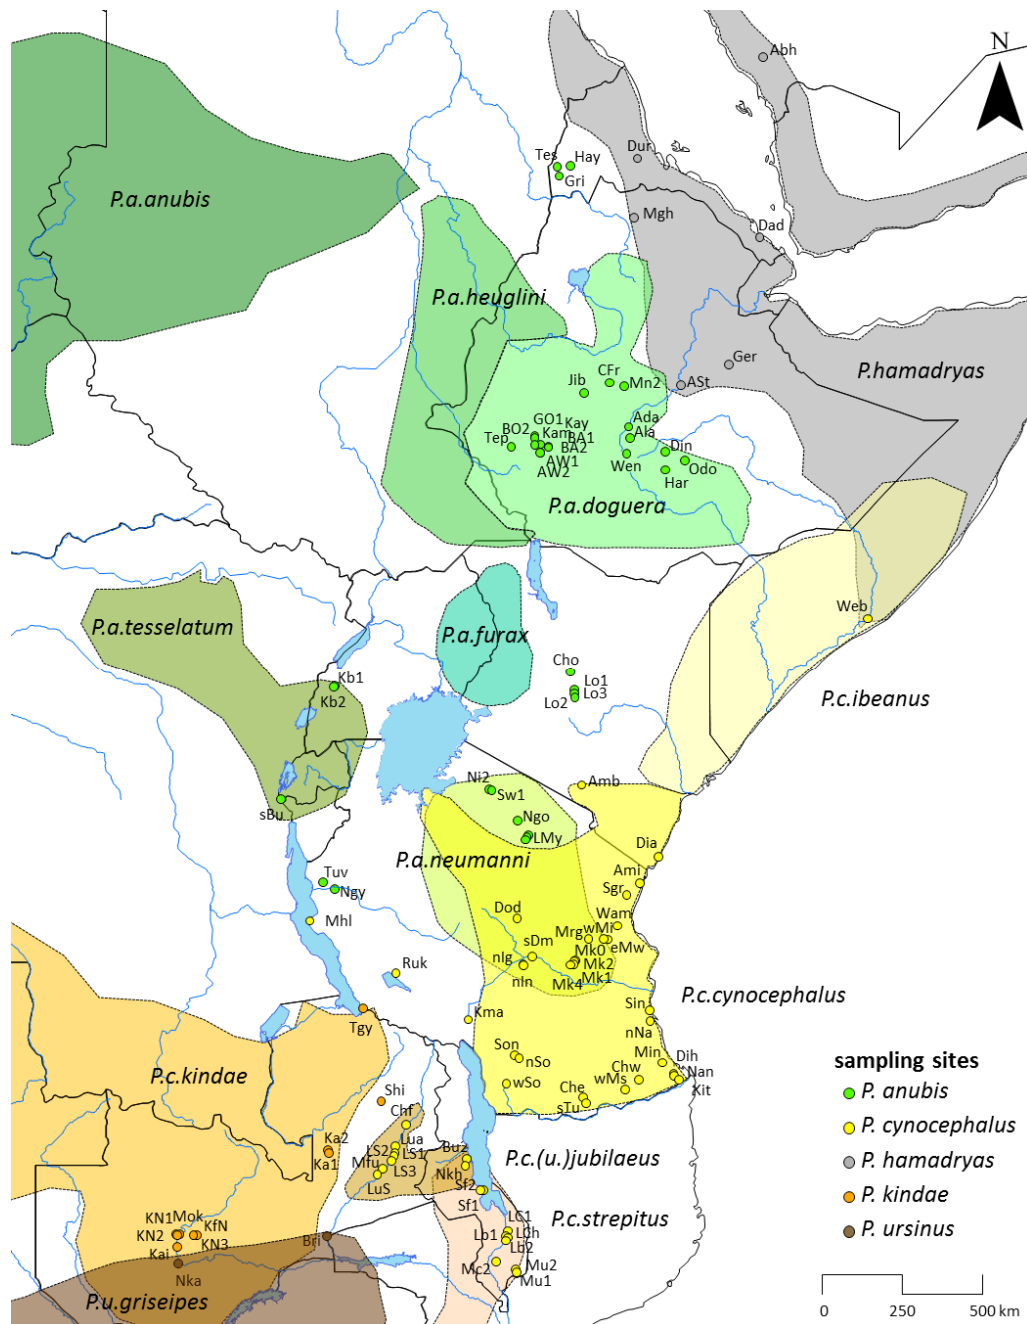 N
Abh
Dur
Tes
Hay
Gri
P.a.anubis
Mgh
Dad
P.a.heuglini
Ger
P.hamadryas
CFr
ASt
Jib
Mn2
GO1
Kay
Ada
BO2
Kam
BA1
Ala
Tep
BA2
Din
AW1
Wen
Odo
AW2
Har
P.a.doguera
Web
P.a.tesselatum
P.a.furax
Cho
Kb1
Lo1
Kb2
Lo3
Lo2
P.c.ibeanus
Ni2
Amb
Sw1
sBu
Ngo
LMy
Dia
P.a.neumanni
Tuv
Ami
Ngy
Sgr
Dod
Wam
Mhl
Mrg
wMi
sDm
Mk0
eMw
nIg
Mk2
Ruk
nIn
Mk4
Mk1
P.c.cynocephalus
Sin
Tgy
Kma
nNa
Son
Min
Dih
P.c.kindae
nSo
Chw
Nan
wSo
Che
wMs
Kit
Shi
sTu
Chf
Ka2
Lua
LS2
LS1
Bu2
P.c.(u.)jubilaeus
Ka1
Mfu
LS3
Nkh
LuS
Sf2
Sf1
P.c.strepitus
KN1
Mok
KfN
LC1
KN2
KN3
Bri
Lb1
LCh
Kai
Lb2
Nka
Mc2
Mu2
Mu1
P.u.griseipes
sampling sites
P. anubis
P. cynocephalus
P. hamadryas
P. kindae
P. ursinus
0 250 500 km